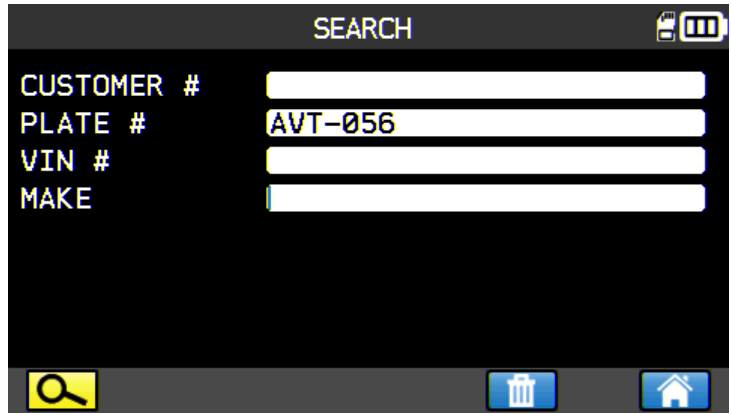 SEARCH
CUSTOMER #
PLATE # AVT-056
VIN #
MAKE